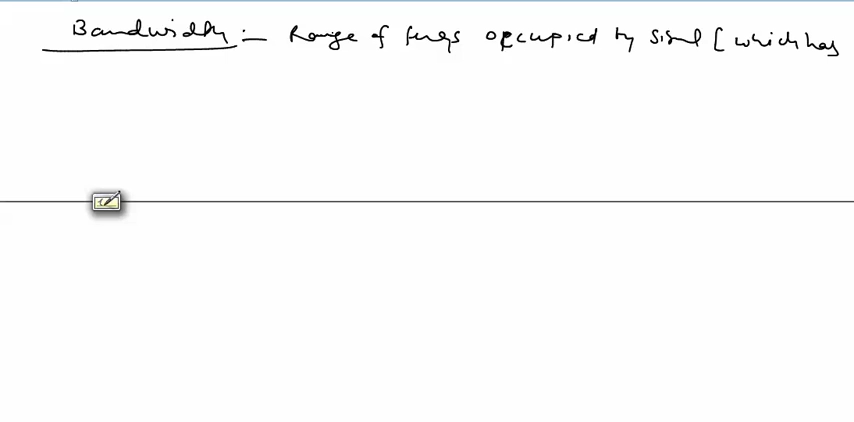 Bandwidth :- Range of freqs occupied by signal [ which has